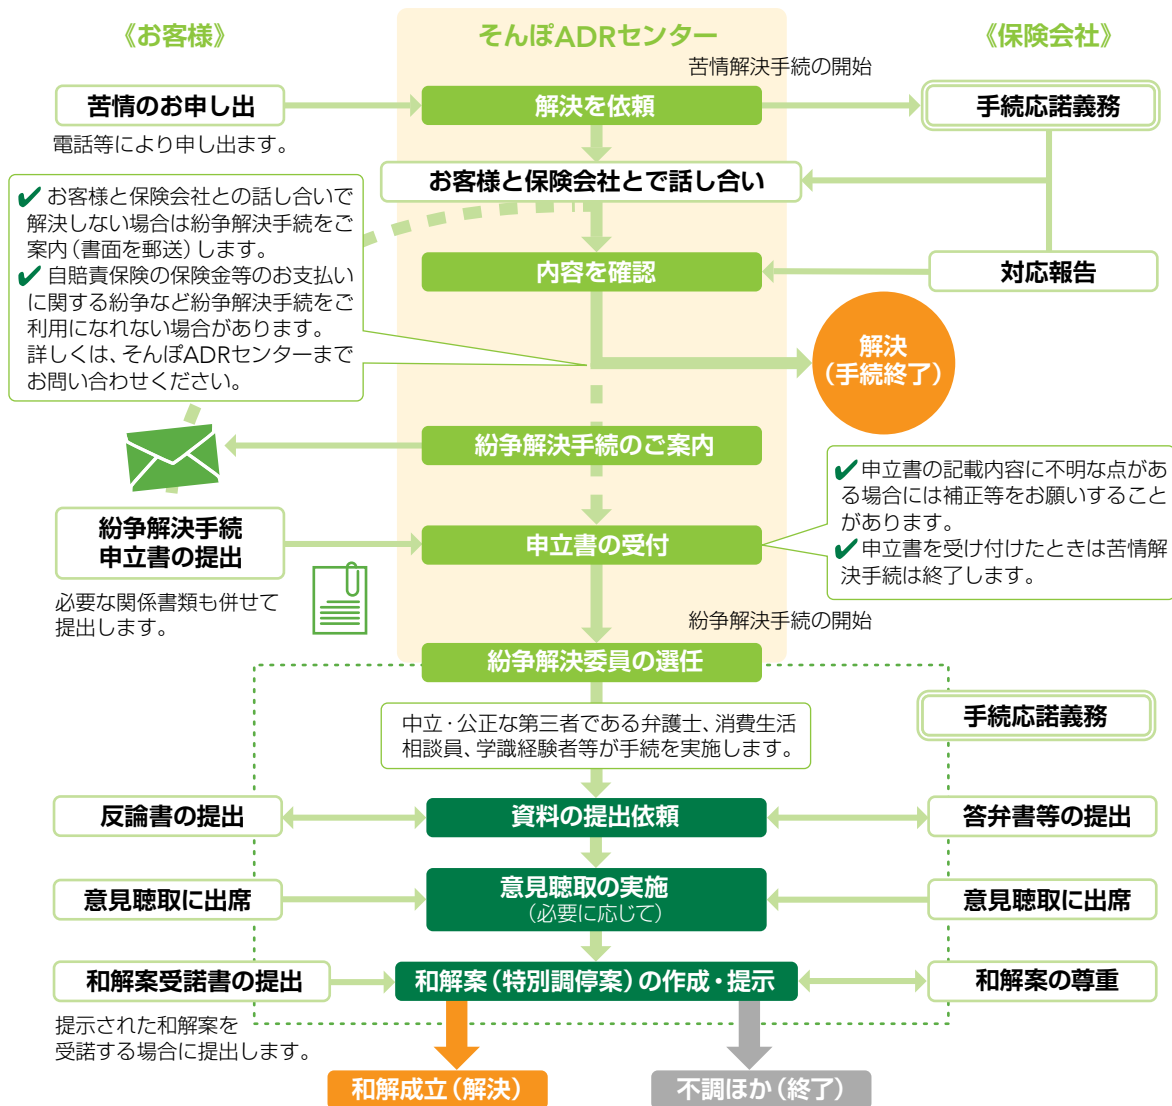 《お客様》
そんぽADRセンター
《保険会社》
苦情解決手続の開始
苦情のお申し出
解決を依頼
手続応諾義務
電話等により申し出ます。
お客様と保険会社とで話し合い
✔ お客様と保険会社との話し合いで
解決しない場合は紛争解決手続をご
案内（書面を郵送）します。
✔ 自賠責保険の保険金等のお支払い
に関する紛争など紛争解決手続をご
利用になれない場合があります。
詳しくは、そんぽADRセンターまで
お問い合わせください。
内容を確認
対応報告
解決
（手続終了）
紛争解決手続のご案内
✔ 申立書の記載内容に不明な点があ
る場合には補正等をお願いすること
があります。
✔ 申立書を受け付けたときは苦情解
決手続は終了します。
紛争解決手続
申立書の提出
申立書の受付
必要な関係書類も併せて
提出します。
紛争解決手続の開始
紛争解決委員の選任
手続応諾義務
中立・公正な第三者である弁護士、消費生活
相談員、学識経験者等が手続を実施します。
反論書の提出
資料の提出依頼
答弁書等の提出
意見聴取に出席
意見聴取の実施
（必要に応じて）
意見聴取に出席
和解案受諾書の提出
和解案（特別調停案）の作成・提示
和解案の尊重
提示された和解案を
受諾する場合に提出します。
和解成立（解決）
不調ほか（終了）